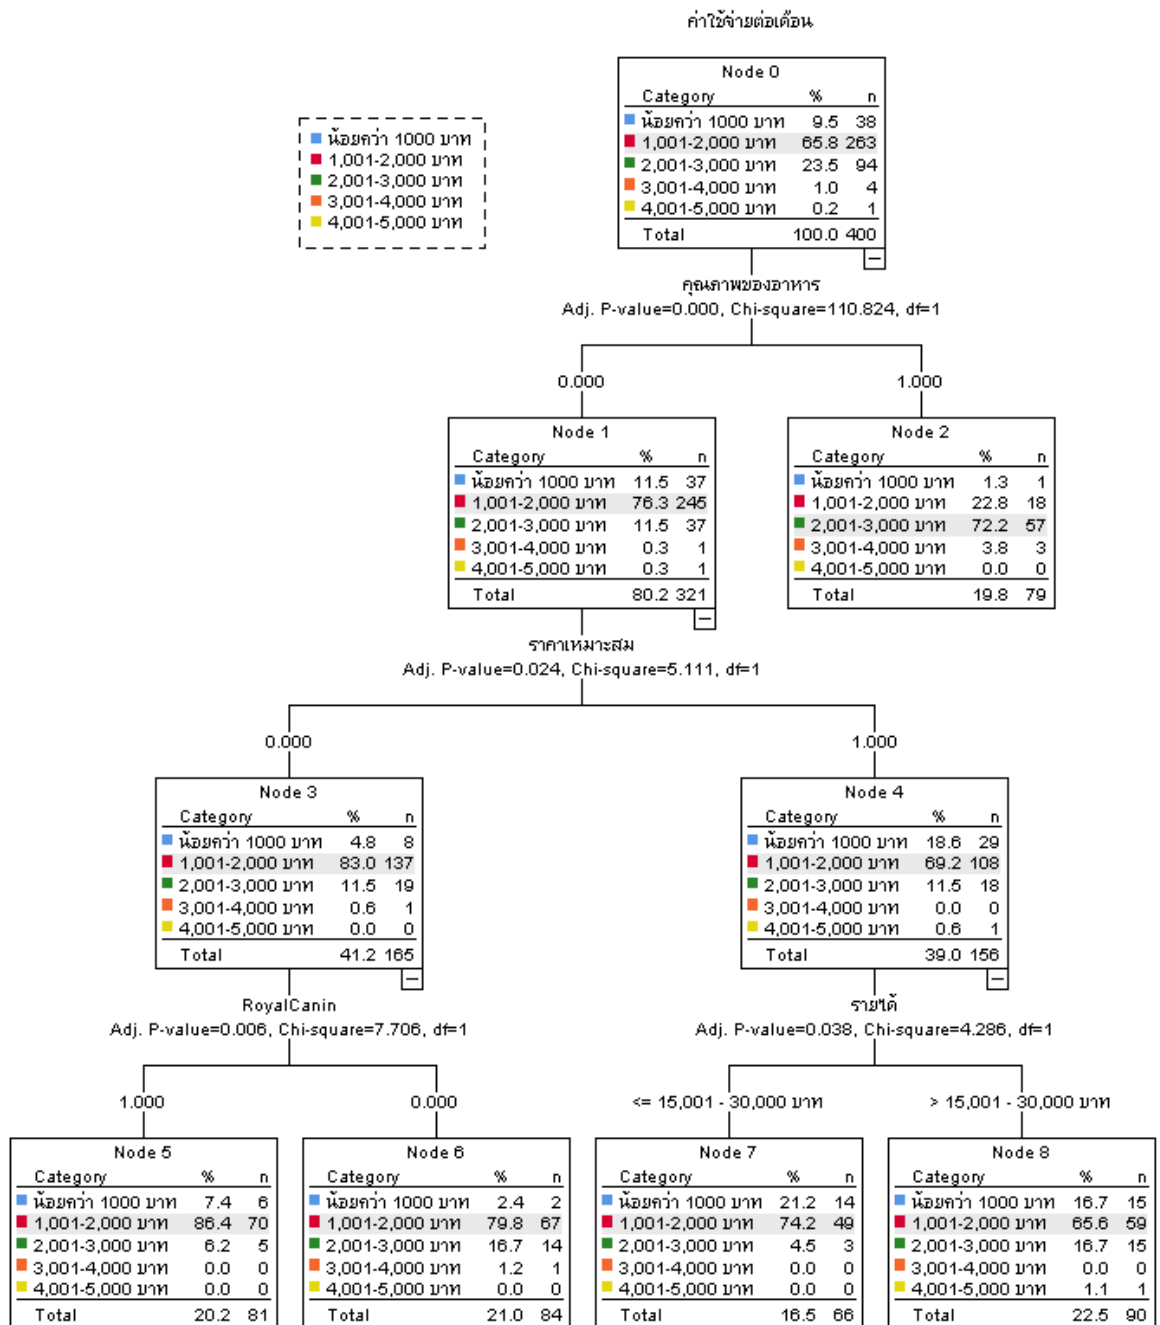 ค่าใช้จ่ายต่อเดือน
Node 0
Category % n
น้อยกว่า 1000 บาท 9.5 38
1,001-2,000 บาท 65.8 263
2,001-3,000 บาท 23.5 94
3,001-4,000 บาท 1.0 4
4,001-5,000 บาท 0.2 1
Total 100.0 400
น้อยกว่า 1000 บาท
1,001-2,000 บาท
2,001-3,000 บาท
3,001-4,000 บาท
4,001-5,000 บาท
คุณภาพของอาหาร
Adj. P-value=0.000, Chi-square=110.824, df=1
0.000
1.000
Node 1
Category % n
น้อยกว่า 1000 บาท 11.5 37
1,001-2,000 บาท 76.3 245
2,001-3,000 บาท 11.5 37
3,001-4,000 บาท 0.3 1
4,001-5,000 บาท 0.3 1
Total 80.2 321
Node 2
Category % n
น้อยกว่า 1000 บาท 1.3 1
1,001-2,000 บาท 22.8 18
2,001-3,000 บาท 72.2 57
3,001-4,000 บาท 3.8 3
4,001-5,000 บาท 0.0 0
Total 19.8 79
ราคาเหมาะสม
Adj. P-value=0.024, Chi-square=5.111, df=1
0.000
1.000
Node 3
Category % n
น้อยกว่า 1000 บาท 4.8 8
1,001-2,000 บาท 83.0 137
2,001-3,000 บาท 11.5 19
3,001-4,000 บาท 0.6 1
4,001-5,000 บาท 0.0 0
Total 41.2 165
Node 4
Category % n
น้อยกว่า 1000 บาท 18.6 29
1,001-2,000 บาท 69.2 108
2,001-3,000 บาท 11.5 18
3,001-4,000 บาท 0.0 0
4,001-5,000 บาท 0.6 1
Total 39.0 156
RoyalCanin
Adj. P-value=0.006, Chi-square=7.706, df=1
รายได้
Adj. P-value=0.038, Chi-square=4.286, df=1
1.000
0.000
<= 15,001 - 30,000 บาท
> 15,001 - 30,000 บาท
Node 5
Category % n
น้อยกว่า 1000 บาท 7.4 6
1,001-2,000 บาท 86.4 70
2,001-3,000 บาท 6.2 5
3,001-4,000 บาท 0.0 0
4,001-5,000 บาท 0.0 0
Total 20.2 81
Node 6
Category % n
น้อยกว่า 1000 บาท 2.4 2
1,001-2,000 บาท 79.8 67
2,001-3,000 บาท 16.7 14
3,001-4,000 บาท 1.2 1
4,001-5,000 บาท 0.0 0
Total 21.0 84
Node 7
Category % n
น้อยกว่า 1000 บาท 21.2 14
1,001-2,000 บาท 74.2 49
2,001-3,000 บาท 4.5 3
3,001-4,000 บาท 0.0 0
4,001-5,000 บาท 0.0 0
Total 16.5 66
Node 8
Category % n
น้อยกว่า 1000 บาท 16.7 15
1,001-2,000 บาท 65.6 59
2,001-3,000 บาท 16.7 15
3,001-4,000 บาท 0.0 0
4,001-5,000 บาท 1.1 1
Total 22.5 90